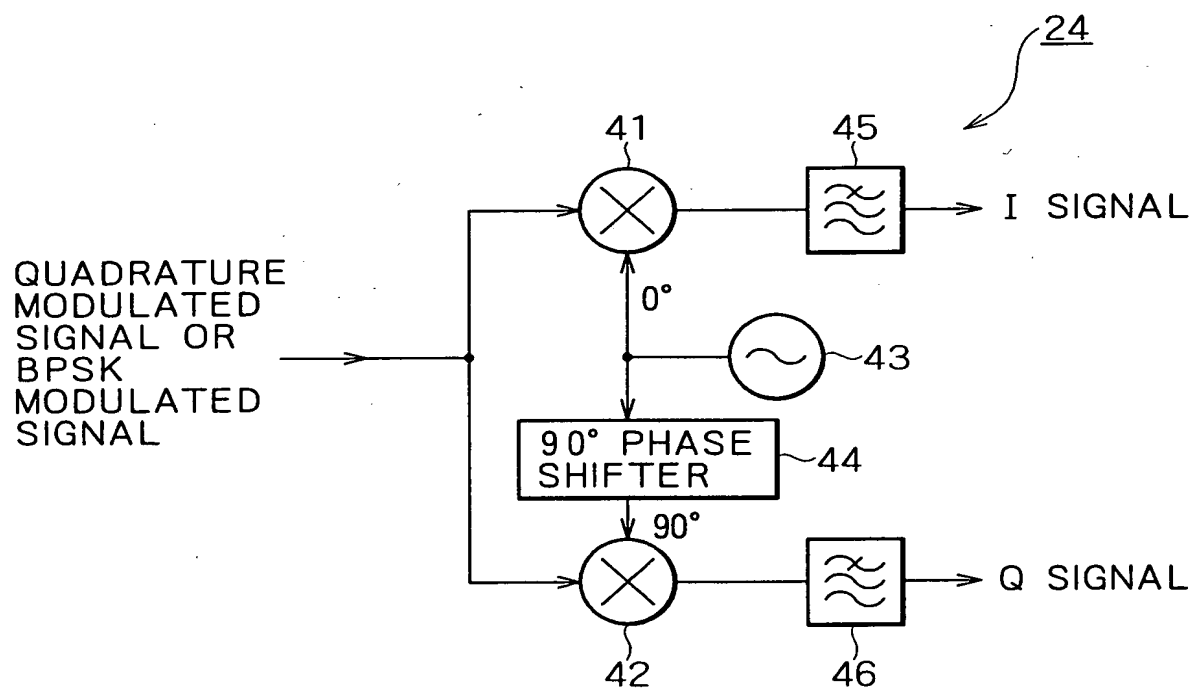 24
41
45
I SIGNAL
0°
QUADRATURE
MODULATED
SIGNAL OR
BPSK
MODULATED
SIGNAL
43
90° PHASE
SHIFTER
44
90°
Q SIGNAL
42
46